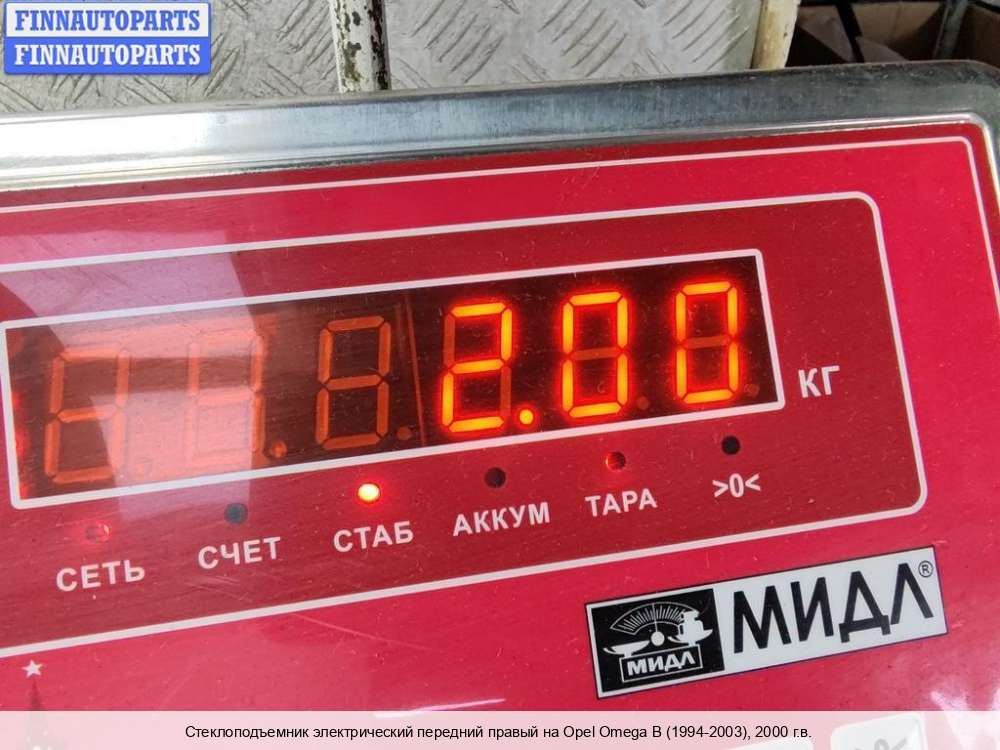 FINNAUTOPARTS
FINNAUTOPARTS
2.00 КГ
СЕТЬ СЧЕТ СТАБ АККУМ ТАРА >0<
МИДЛ МИДЛ®
Стеклоподъемник электрический передний правый на Opel Omega B (1994-2003), 2000 г.в.